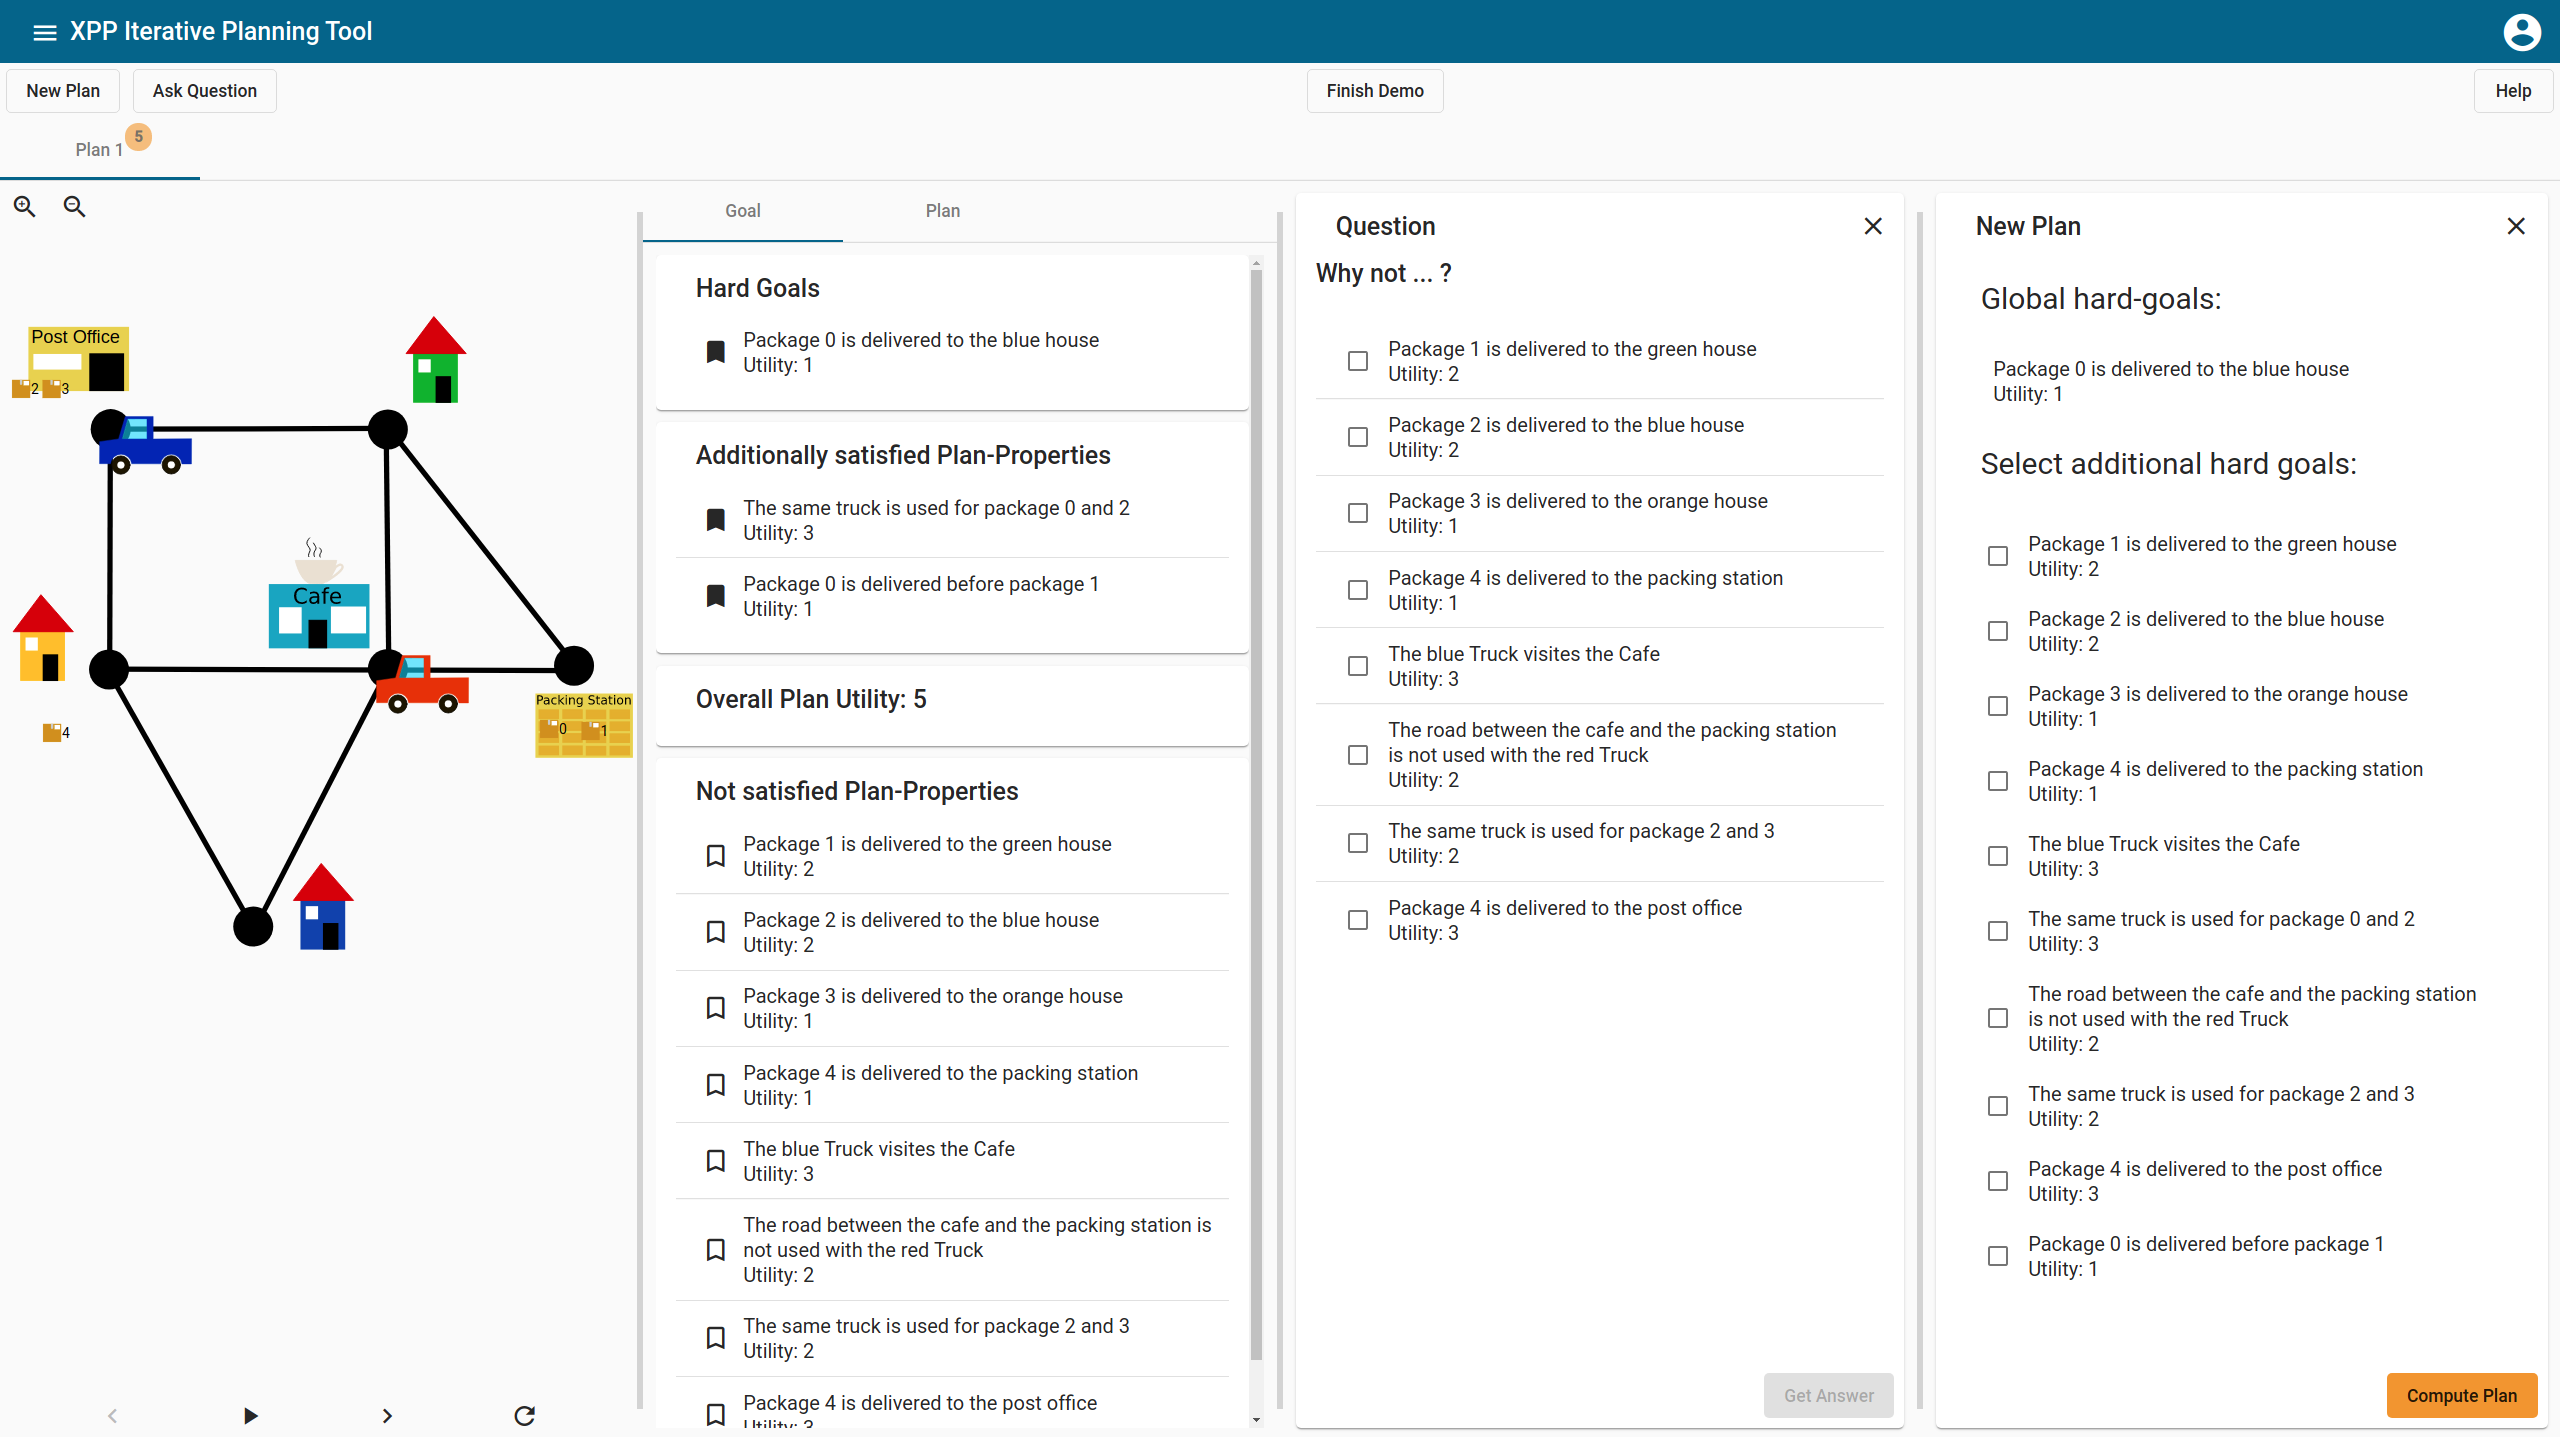 XPP Iterative Planning Tool
New Plan
Ask Question
Finish Demo
Help
Plan 1
5
Post Office
2
3
Cafe
Packing Station
0
1
4
Goal
Plan
Hard Goals
Package 0 is delivered to the blue house
Utility: 1
Additionally satisfied Plan-Properties
The same truck is used for package 0 and 2
Utility: 3
Package 0 is delivered before package 1
Utility: 1
Overall Plan Utility: 5
Not satisfied Plan-Properties
Package 1 is delivered to the green house
Utility: 2
Package 2 is delivered to the blue house
Utility: 2
Package 3 is delivered to the orange house
Utility: 1
Package 4 is delivered to the packing station
Utility: 1
The blue Truck visites the Cafe
Utility: 3
The road between the cafe and the packing station is
not used with the red Truck
Utility: 2
The same truck is used for package 2 and 3
Utility: 2
Package 4 is delivered to the post office
Utility: 3
Question
Why not ... ?
Package 1 is delivered to the green house
Utility: 2
Package 2 is delivered to the blue house
Utility: 2
Package 3 is delivered to the orange house
Utility: 1
Package 4 is delivered to the packing station
Utility: 1
The blue Truck visites the Cafe
Utility: 3
The road between the cafe and the packing station
is not used with the red Truck
Utility: 2
The same truck is used for package 2 and 3
Utility: 2
Package 4 is delivered to the post office
Utility: 3
Get Answer
New Plan
Global hard-goals:
Package 0 is delivered to the blue house
Utility: 1
Select additional hard goals:
Package 1 is delivered to the green house
Utility: 2
Package 2 is delivered to the blue house
Utility: 2
Package 3 is delivered to the orange house
Utility: 1
Package 4 is delivered to the packing station
Utility: 1
The blue Truck visites the Cafe
Utility: 3
The same truck is used for package 0 and 2
Utility: 3
The road between the cafe and the packing station
is not used with the red Truck
Utility: 2
The same truck is used for package 2 and 3
Utility: 2
Package 4 is delivered to the post office
Utility: 3
Package 0 is delivered before package 1
Utility: 1
Compute Plan